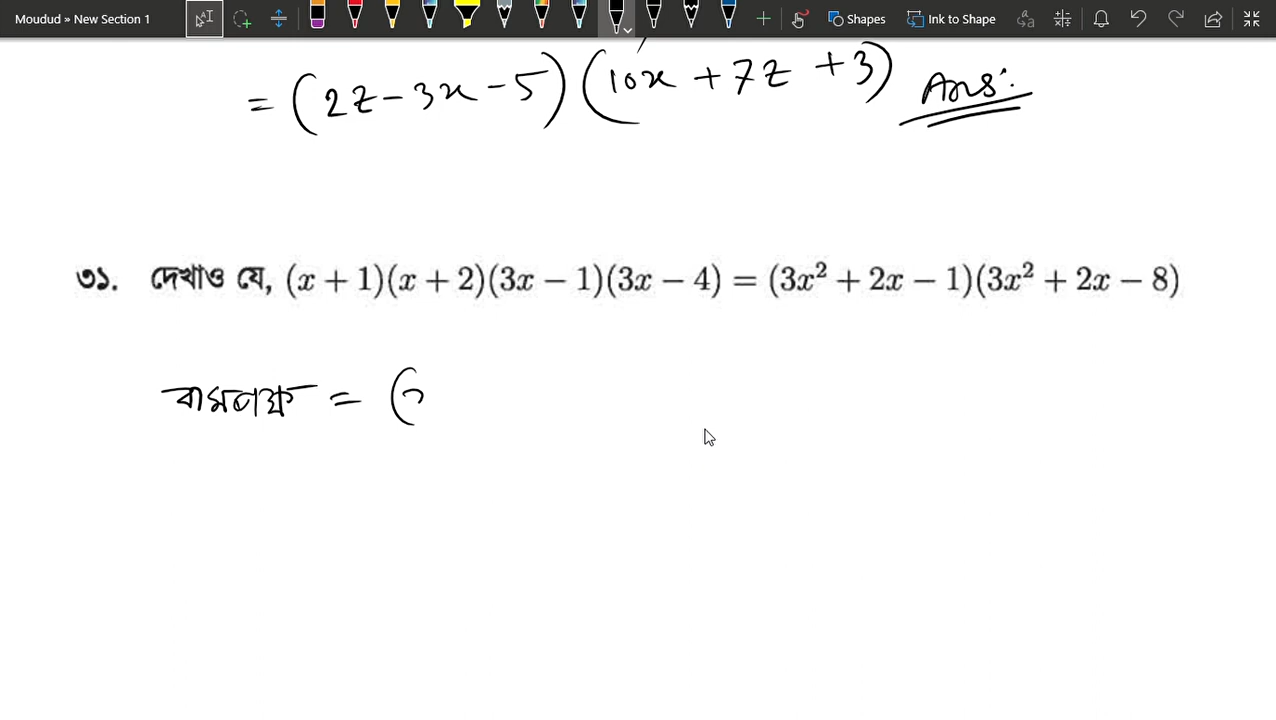 Moudud » New Section 1 Shapes Ink to Shape
= (2z - 3x - 5) (10x + 7z + 3) Ans:
৩১. দেখাও যে, (x + 1)(x + 2)(3x − 1)(3x − 4) = (3x² + 2x − 1)(3x² + 2x − 8)
বামপক্ষ = (